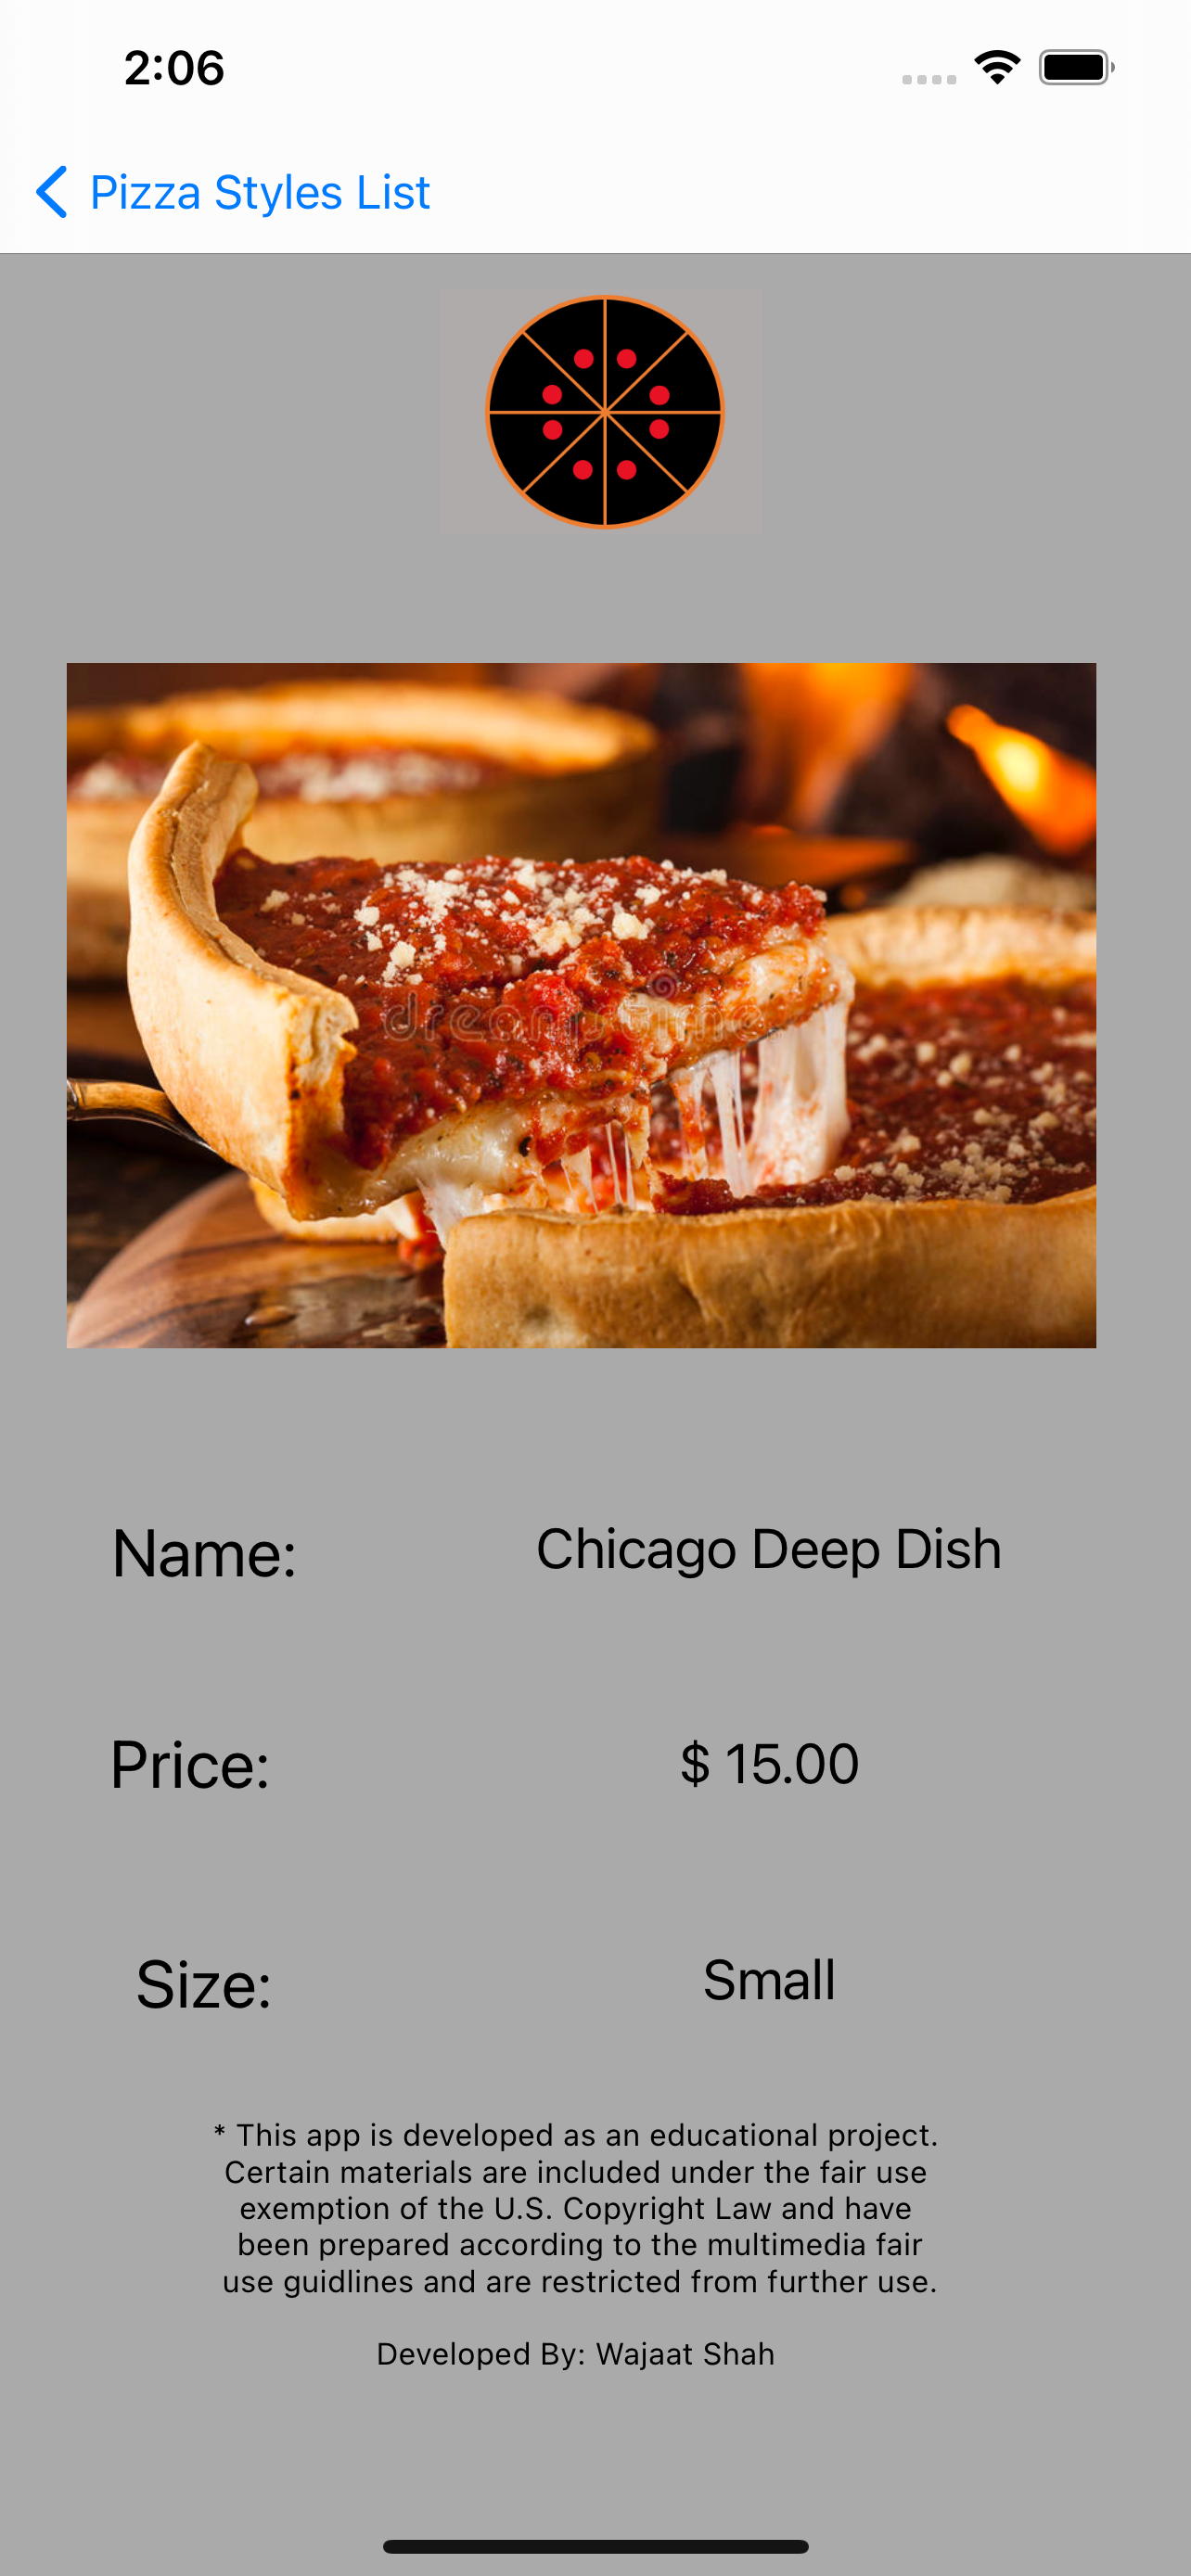 2:06
Pizza Styles List
dreamstime
Name: Chicago Deep Dish
Price: $ 15.00
Size: Small
* This app is developed as an educational project.
Certain materials are included under the fair use
exemption of the U.S. Copyright Law and have
been prepared according to the multimedia fair
use guidlines and are restricted from further use.
Developed By: Wajaat Shah